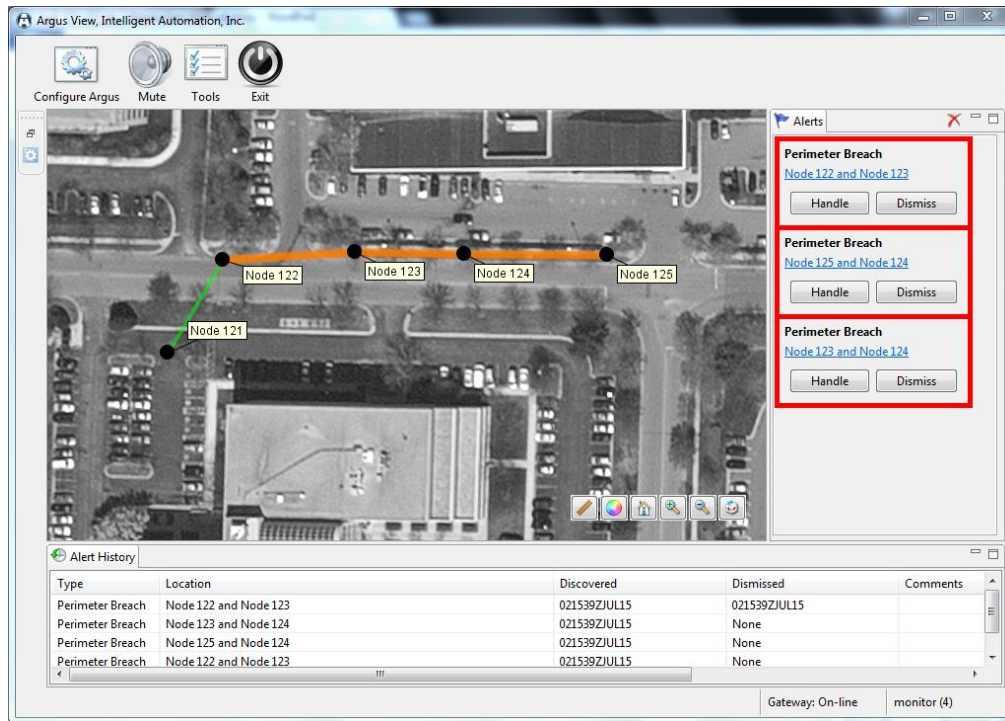 Argus View, Intelligent Automation, Inc.
Configure Argus Mute Tools Exit
Alerts
Perimeter Breach
Node 122 and Node 123
Handle Dismiss
Perimeter Breach
Node 125 and Node 124
Handle Dismiss
Perimeter Breach
Node 123 and Node 124
Handle Dismiss
Node 122
Node 123
Node 124
Node 125
Node 121
Alert History
Type Location Discovered Dismissed Comments
Perimeter Breach Node 122 and Node 123 021539ZJUL15 021539ZJUL15
Perimeter Breach Node 123 and Node 124 021539ZJUL15 None
Perimeter Breach Node 125 and Node 124 021539ZJUL15 None
Perimeter Breach Node 122 and Node 123 021539ZJUL15 None
Gateway: On-line monitor (4)